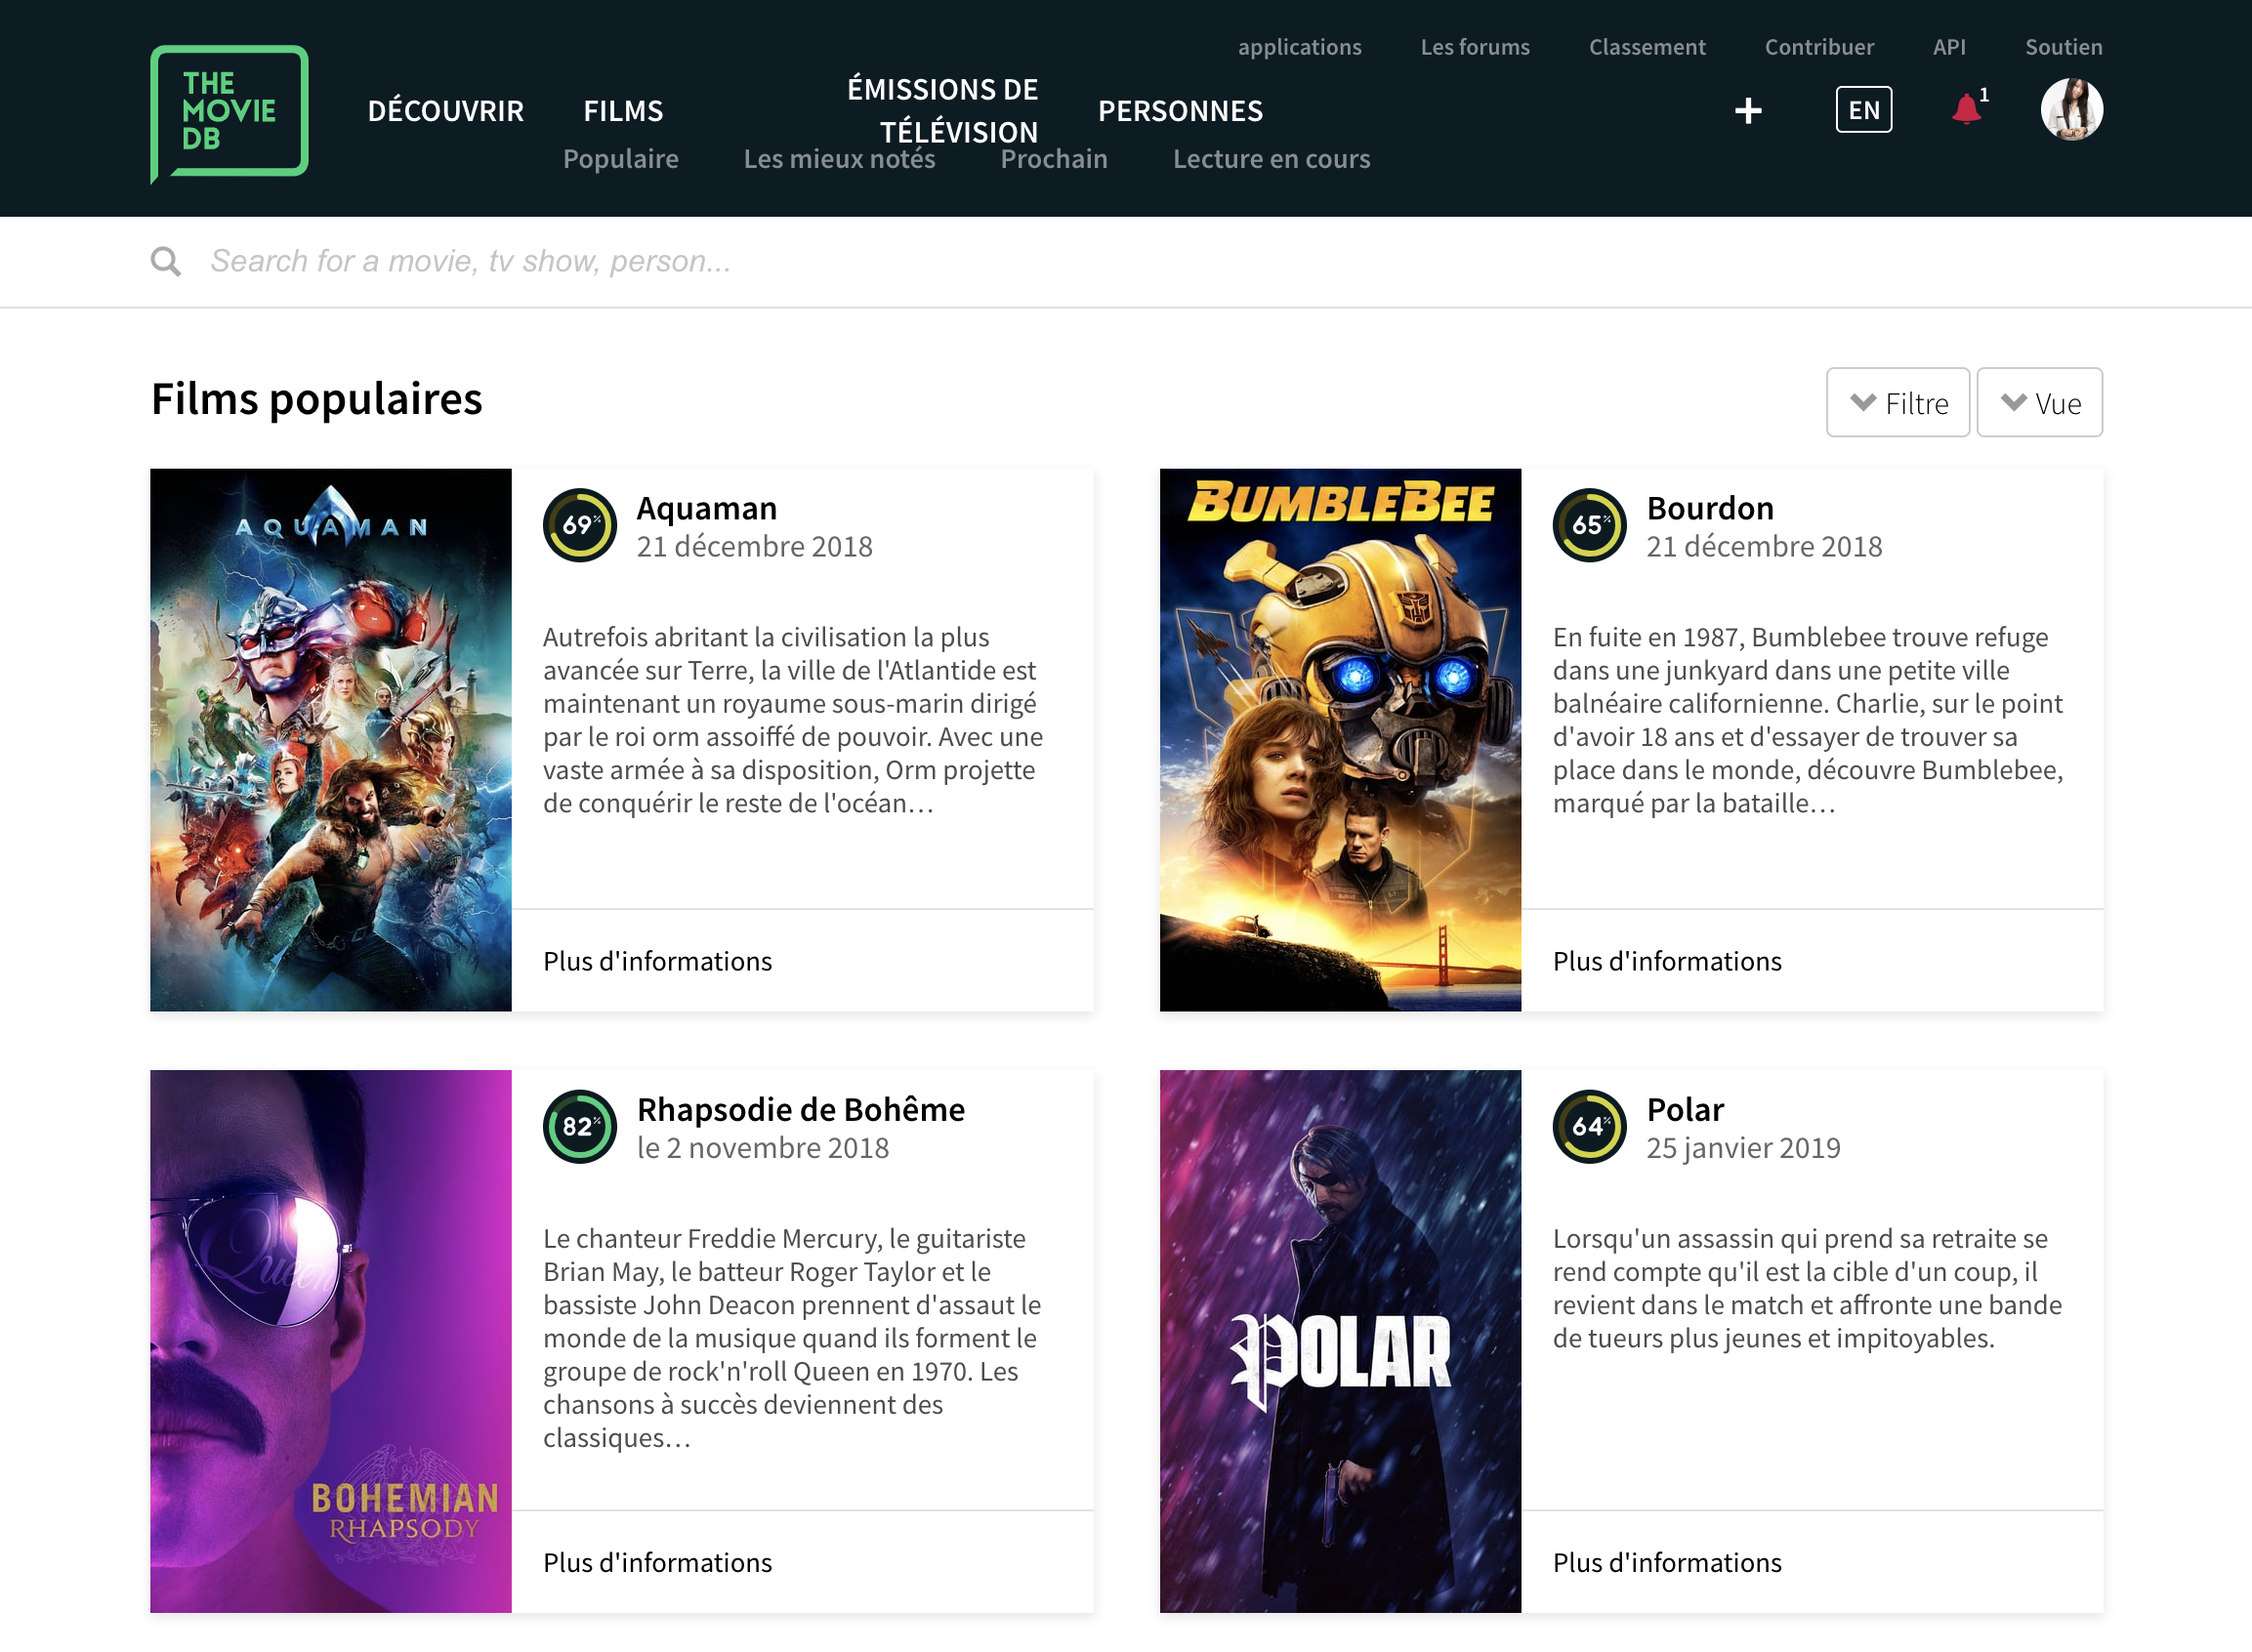 applications Les forums Classement Contribuer API Soutien
THE
MOVIE
DB
DÉCOUVRIR FILMS ÉMISSIONS DE
TÉLÉVISION PERSONNES
+ EN 1
Populaire Les mieux notés Prochain Lecture en cours
Search for a movie, tv show, person...
Films populaires
Filtre Vue
AQUAMAN
69%
Aquaman
21 décembre 2018
Autrefois abritant la civilisation la plus
avancée sur Terre, la ville de l'Atlantide est
maintenant un royaume sous-marin dirigé
par le roi orm assoiffé de pouvoir. Avec une
vaste armée à sa disposition, Orm projette
de conquérir le reste de l'océan…
Plus d'informations
BUMBLEBEE
65%
Bourdon
21 décembre 2018
En fuite en 1987, Bumblebee trouve refuge
dans une junkyard dans une petite ville
balnéaire californienne. Charlie, sur le point
d'avoir 18 ans et d'essayer de trouver sa
place dans le monde, découvre Bumblebee,
marqué par la bataille…
Plus d'informations
Queen
BOHEMIAN
RHAPSODY
82%
Rhapsodie de Bohême
le 2 novembre 2018
Le chanteur Freddie Mercury, le guitariste
Brian May, le batteur Roger Taylor et le
bassiste John Deacon prennent d'assaut le
monde de la musique quand ils forment le
groupe de rock'n'roll Queen en 1970. Les
chansons à succès deviennent des
classiques…
Plus d'informations
POLAR
64%
Polar
25 janvier 2019
Lorsqu'un assassin qui prend sa retraite se
rend compte qu'il est la cible d'un coup, il
revient dans le match et affronte une bande
de tueurs plus jeunes et impitoyables.
Plus d'informations